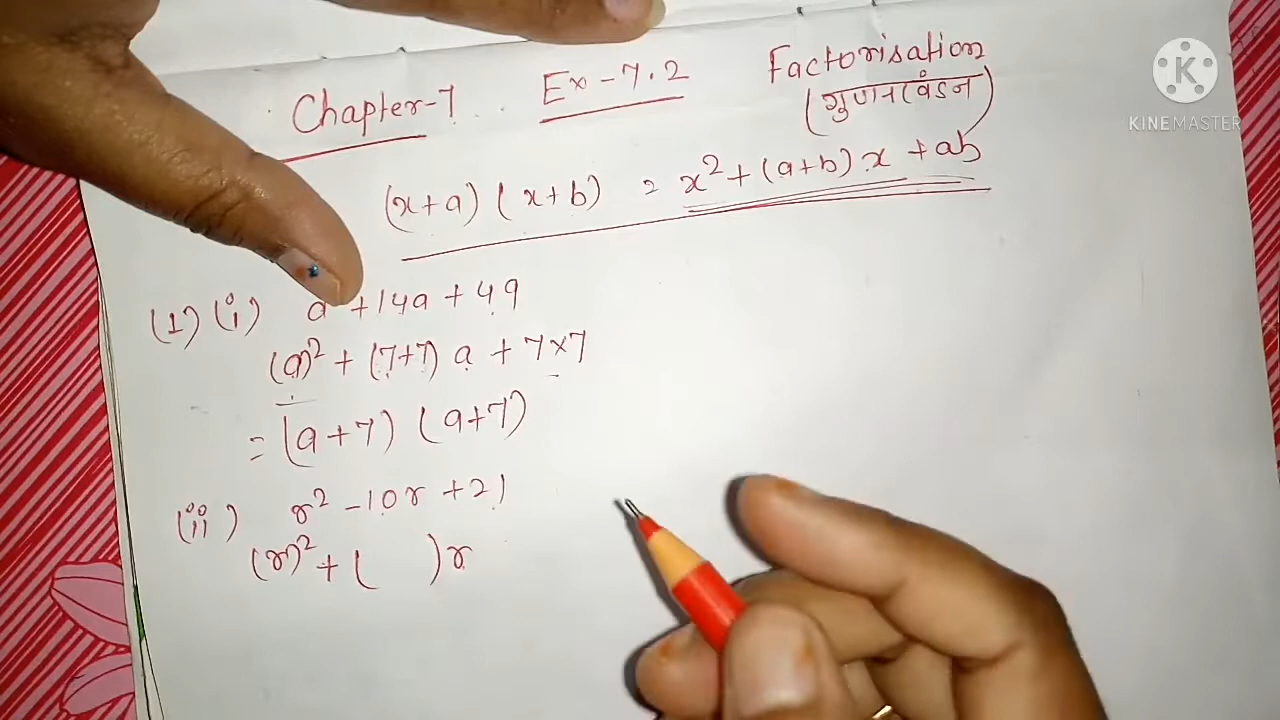 Chapter-7 Ex-7.2 Factorisation
(गुणनखंडन)
(x+a) (x+b) = x²+(a+b)x +ab
(1) (i) a +14a + 49
(a)² + (7+7) a + 7×7
= (a+7) (a+7)
(ii) r² -10r +21
(r)² + ( ) r
KINEMASTER